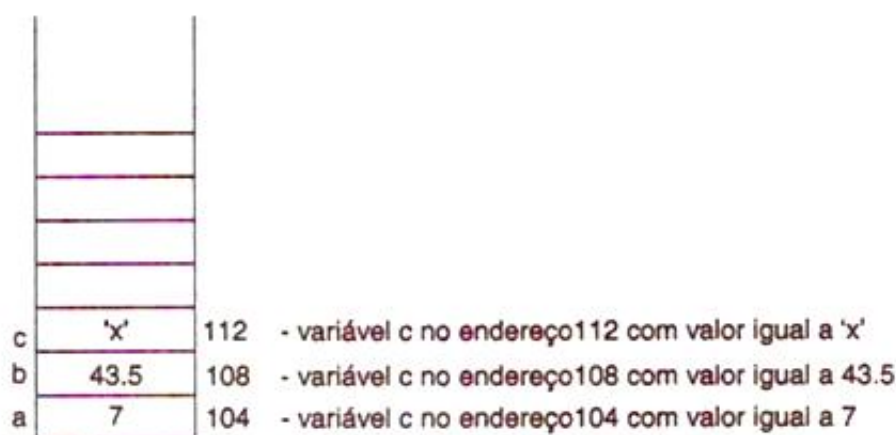 c 'x' 112 - variável c no endereço112 com valor igual a 'x'
b 43.5 108 - variável c no endereço108 com valor igual a 43.5
a 7 104 - variável c no endereço104 com valor igual a 7